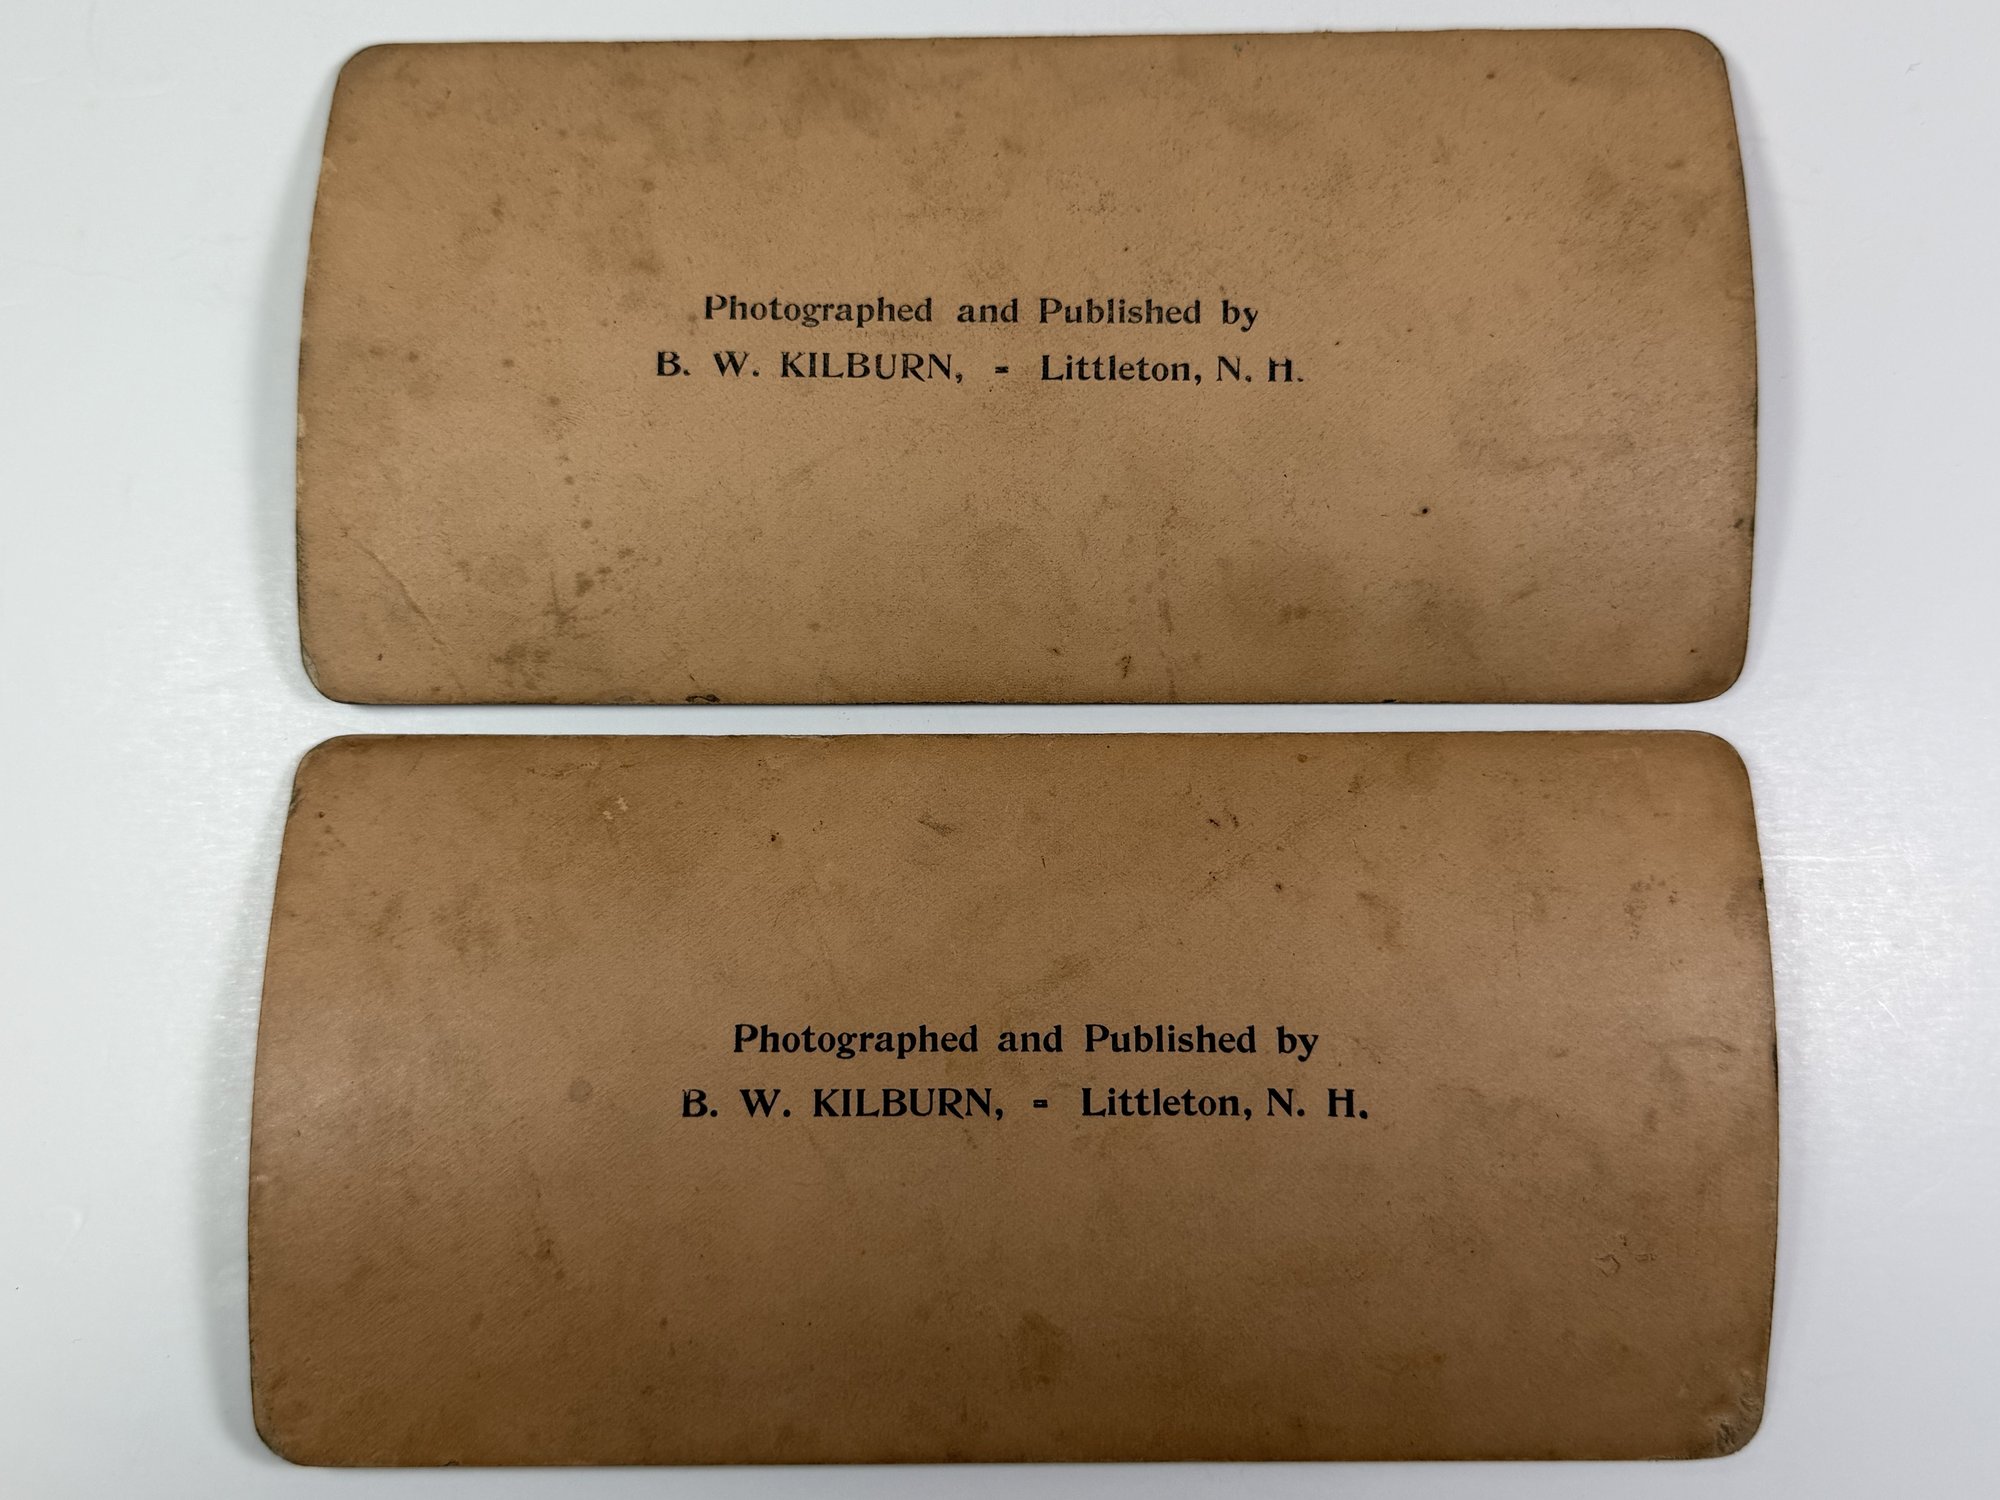 Photographed and Published by
B. W. KILBURN, - Littleton, N. H.
Photographed and Published by
B. W. KILBURN, - Littleton, N. H.